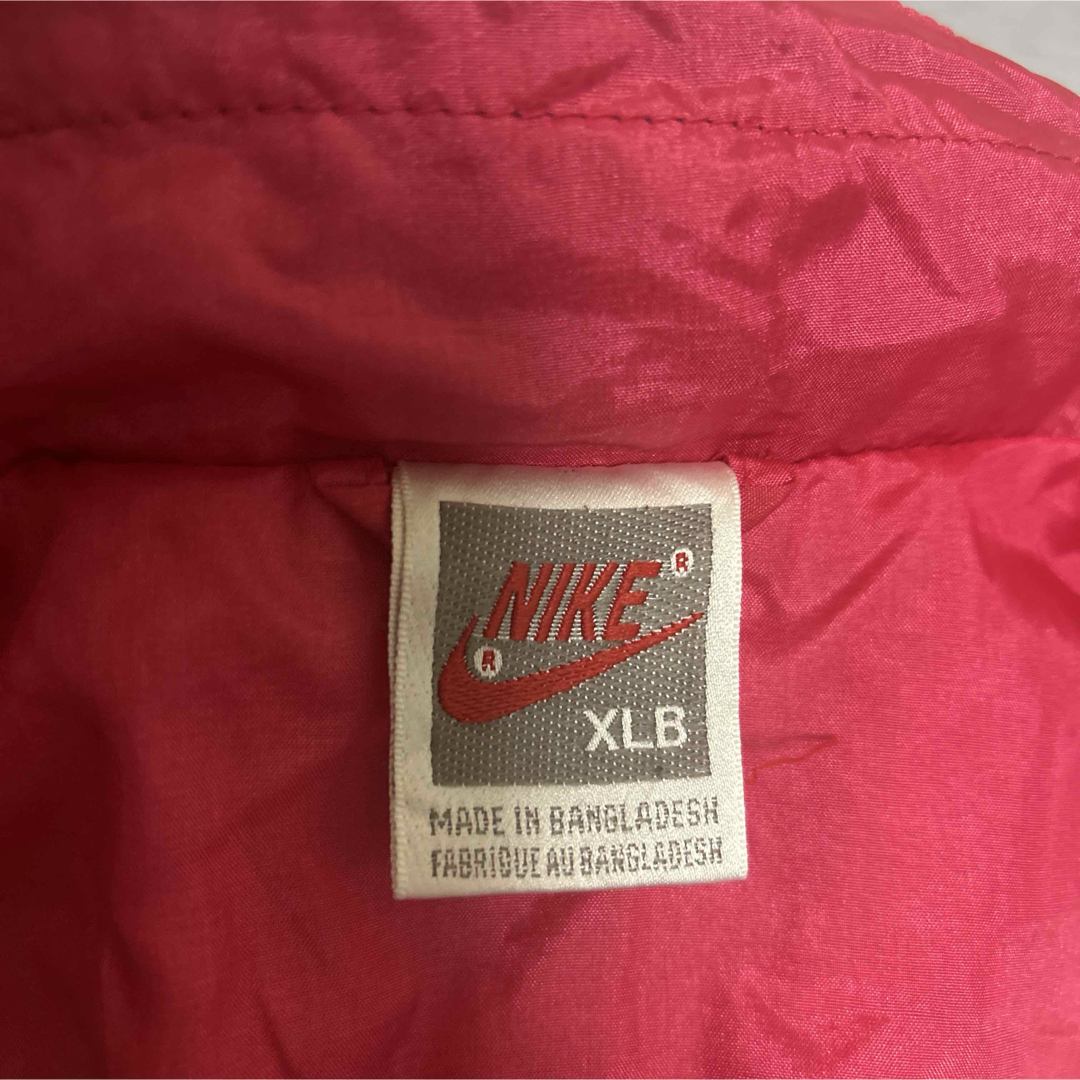 NIKE ®
®
XLB
MADE IN BANGLADESH
FABRIQUE AU BANGLADESH